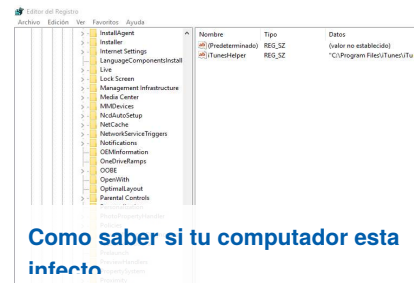 Editor del Registro
Archivo Edición Ver Favoritos Ayuda
InstallAgent
Installer
Internet Settings
LanguageComponentsInstall
Live
Lock Screen
Management Infrastructure
Media Center
MMDevices
NcdAutoSetup
NetCache
NetworkServiceTriggers
Notifications
OEMInformation
OneDriveRamps
OOBE
OpenWith
OptimalLayout
Parental Controls
Nombre Tipo Datos
(Predeterminado) REG_SZ (valor no establecido)
iTunesHelper REG_SZ "C:\Program Files\iTunes\iTu
Como saber si tu computador esta
infecto